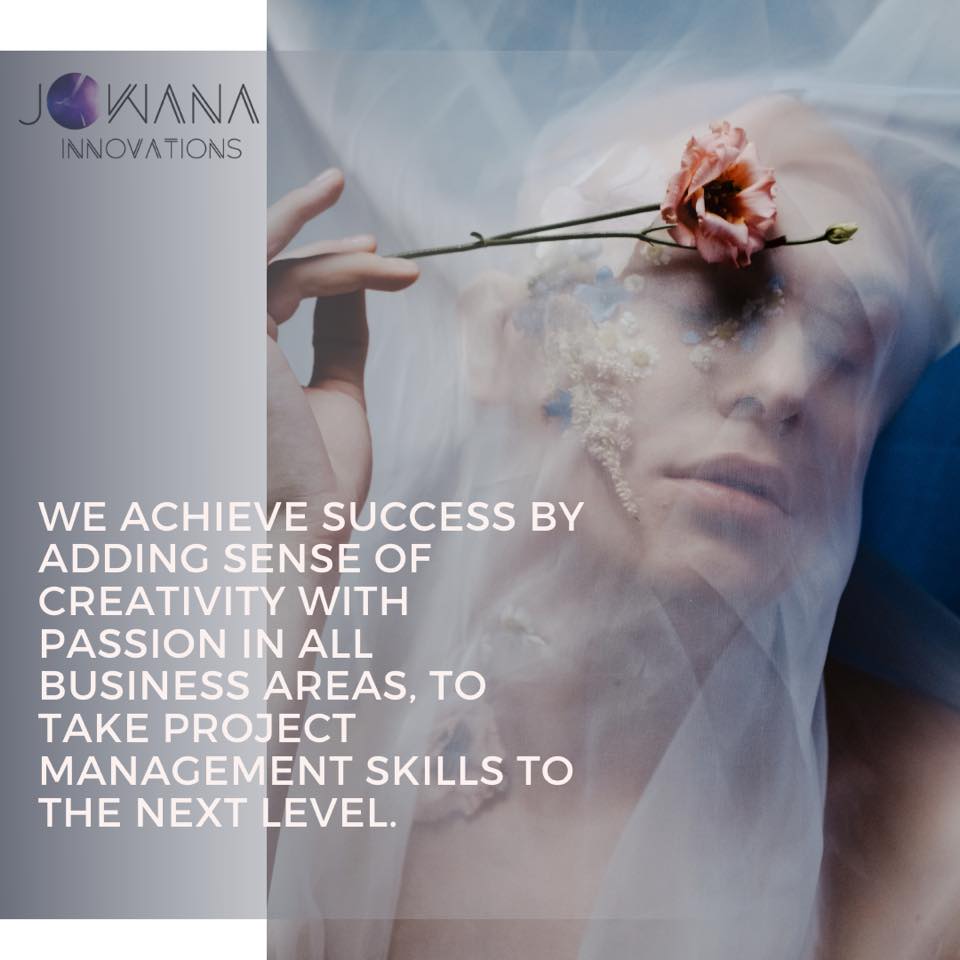 JOKIANA
INNOVATIONS
WE ACHIEVE SUCCESS BY
ADDING SENSE OF
CREATIVITY WITH
PASSION IN ALL
BUSINESS AREAS, TO
TAKE PROJECT
MANAGEMENT SKILLS TO
THE NEXT LEVEL.